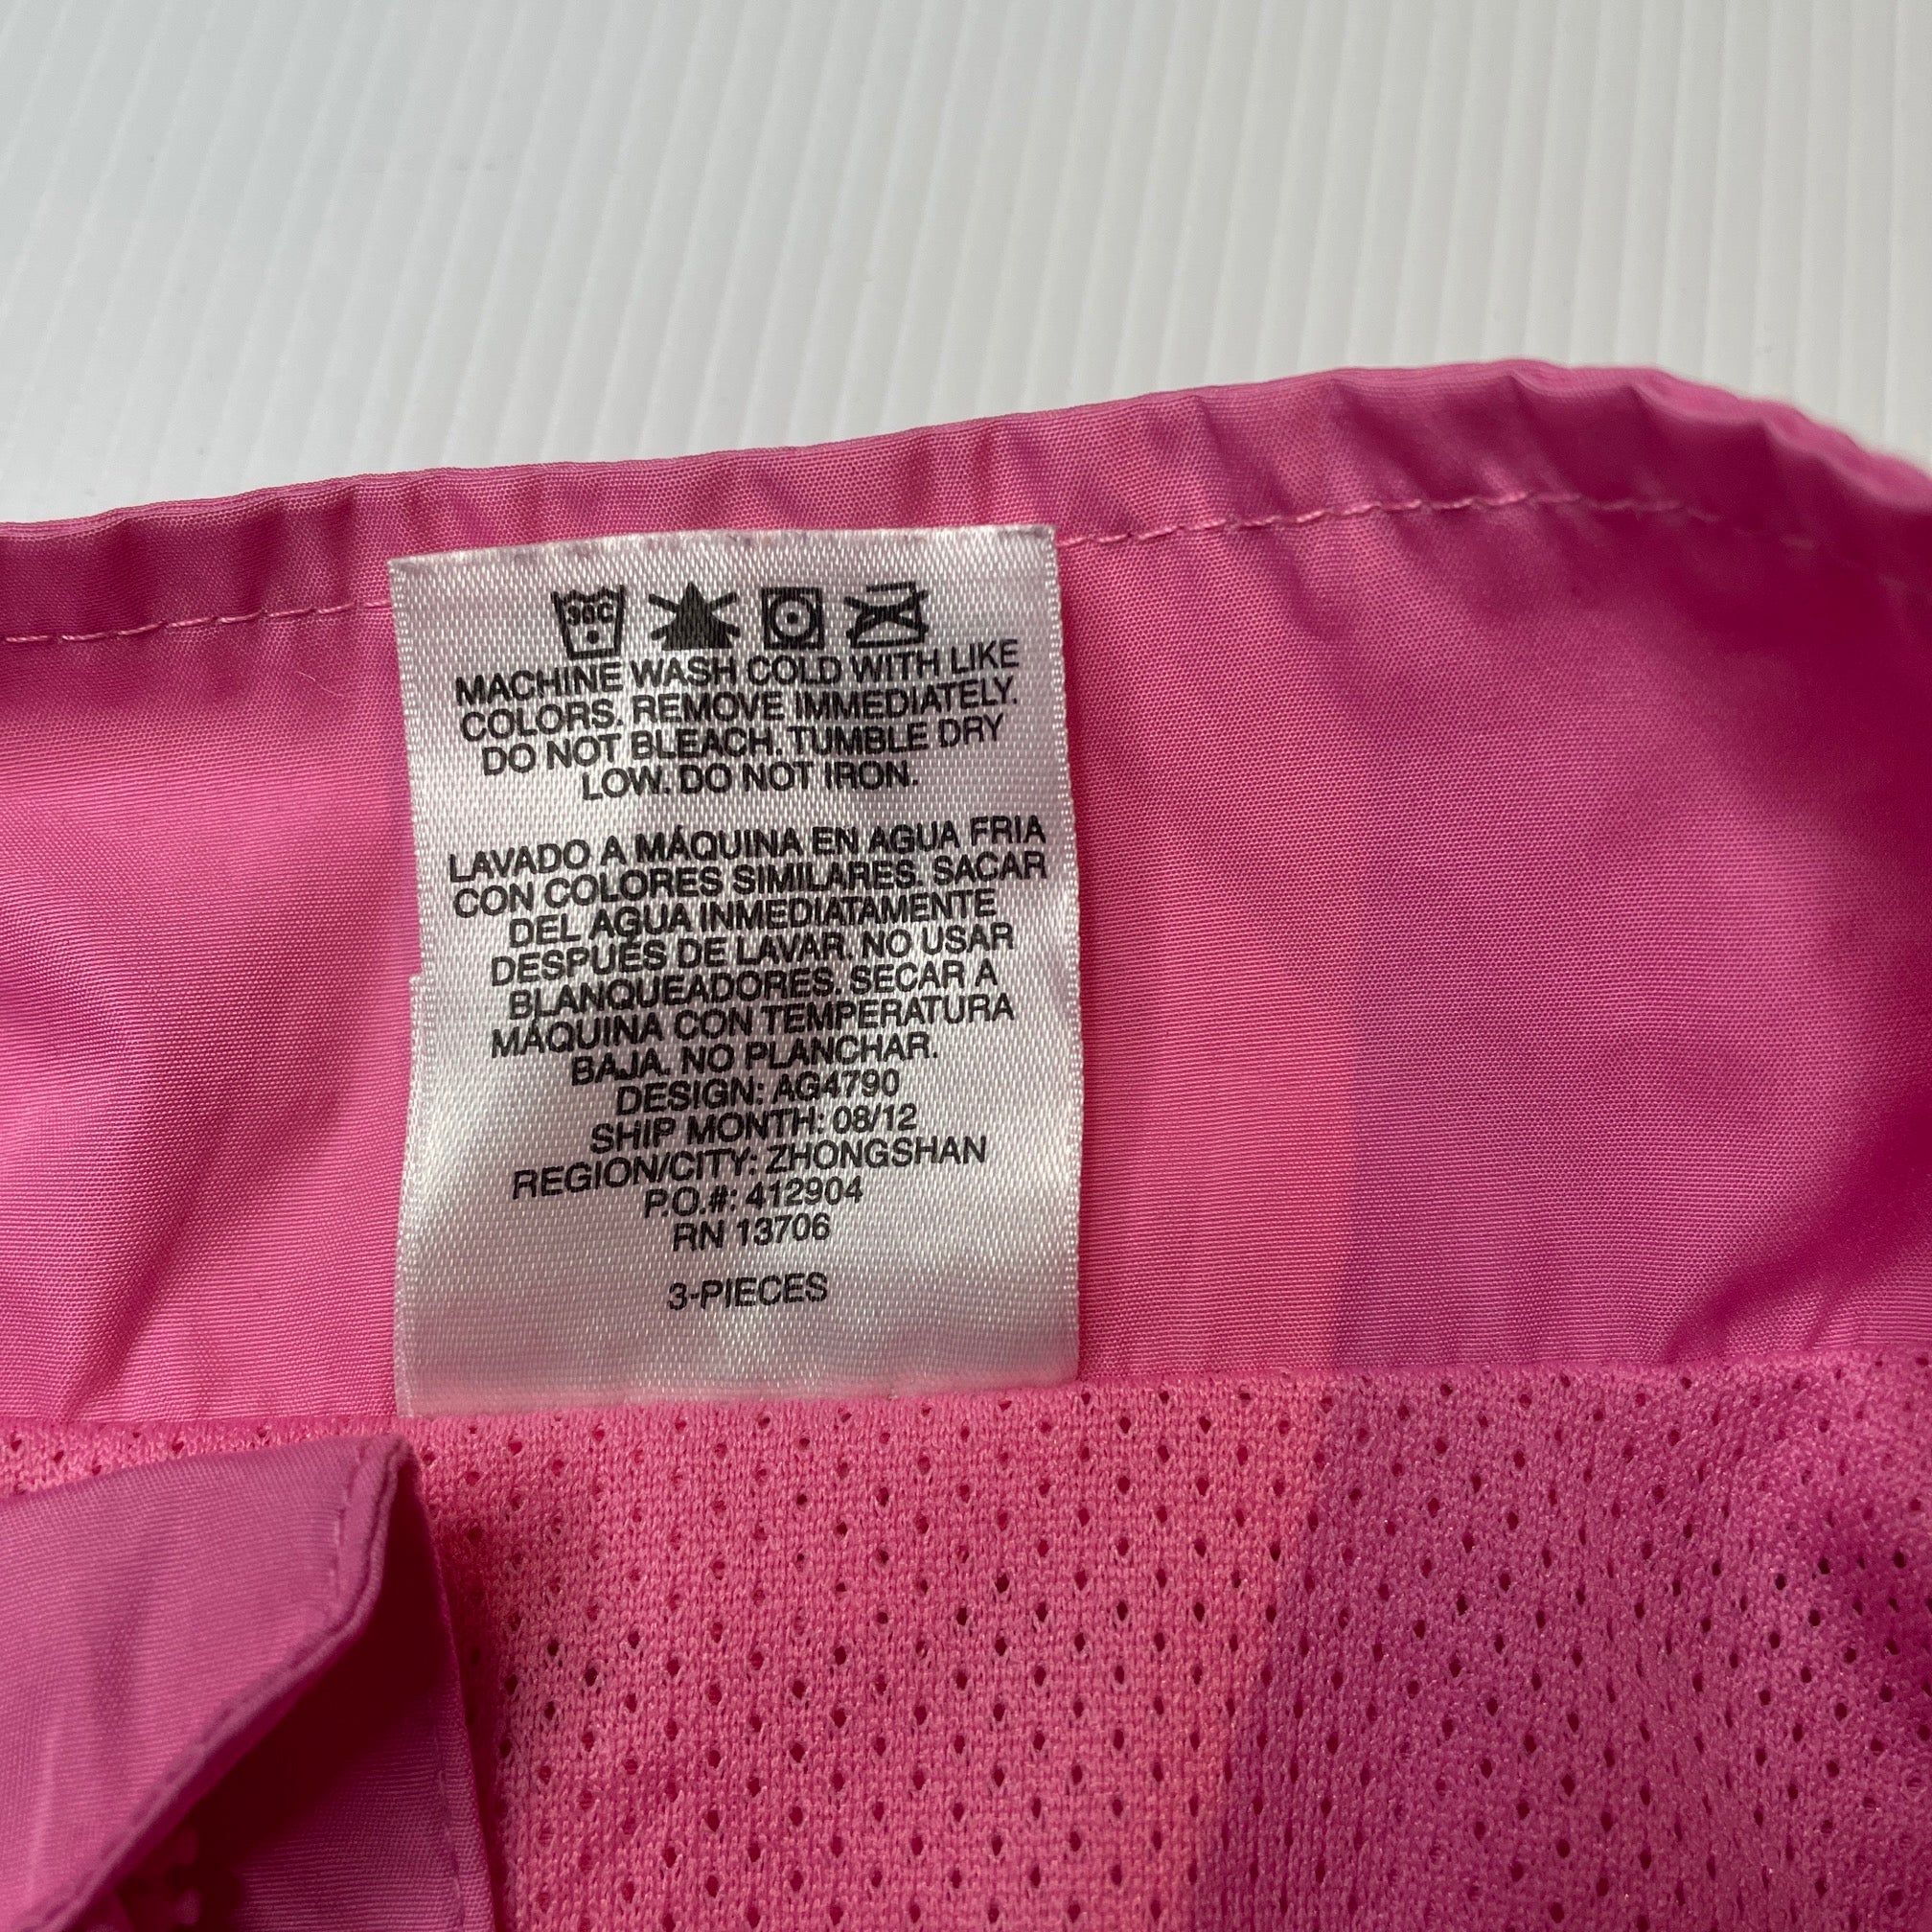 30C
MACHINE WASH COLD WITH LIKE
COLORS. REMOVE IMMEDIATELY.
DO NOT BLEACH. TUMBLE DRY
LOW. DO NOT IRON.
LAVADO A MÁQUINA EN AGUA FRIA
CON COLORES SIMILARES. SACAR
DEL AGUA INMEDIATAMENTE
DESPUÉS DE LAVAR. NO USAR
BLANQUEADORES. SECAR A
MÁQUINA CON TEMPERATURA
BAJA. NO PLANCHAR.
DESIGN: AG4790
SHIP MONTH: 08/12
REGION/CITY: ZHONGSHAN
P.O.#: 412904
RN 13706
3-PIECES